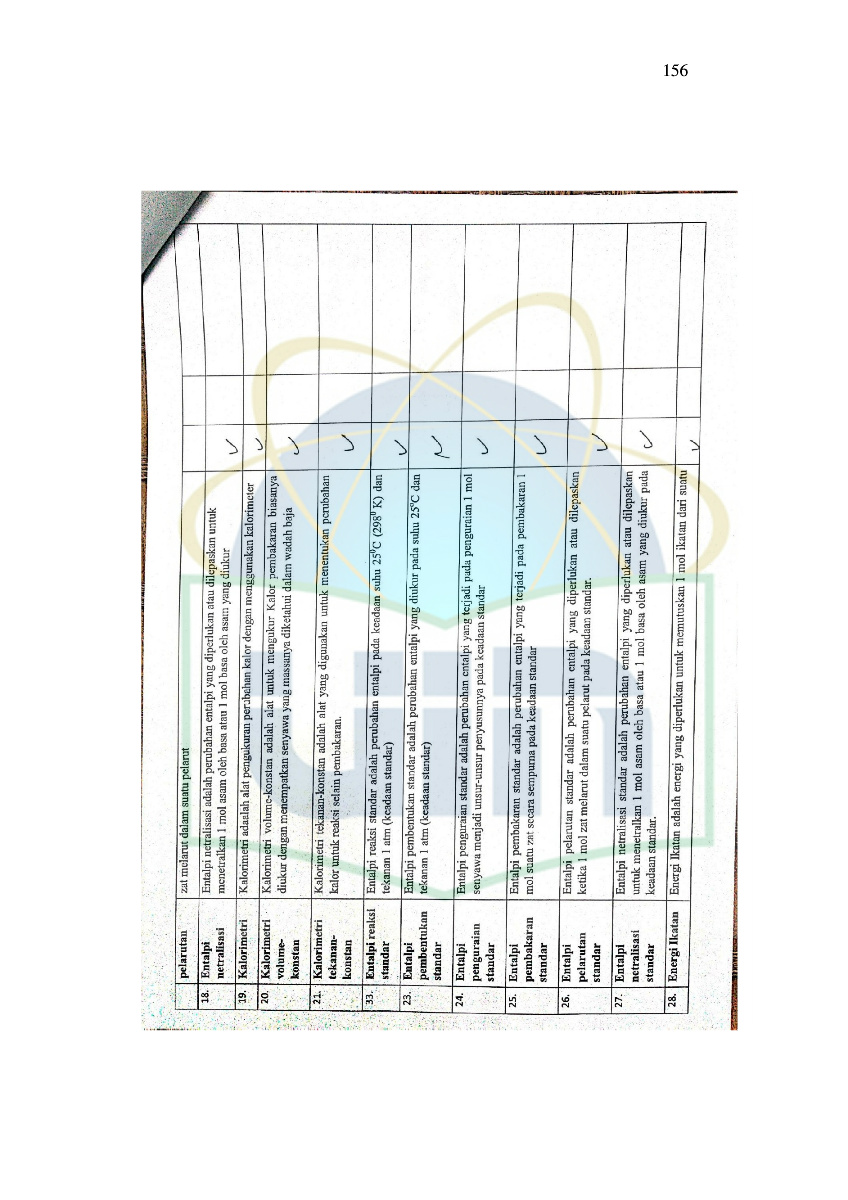 156
pelarutan zat melarut dalam suatu pelarut
18. Entalpi Entalpi netralisasi adalah perubahan entalpi yang diperlukan atau dilepaskan untuk
netralisasi menetralkan 1 mol asam oleh basa atau 1 mol basa oleh asam yang diukur
19. Kalorimetri Kalorimetri adaslah alat pengukuran perubahan kalor dengan menggunakan kalorimeter
20. Kalorimetri Kalorimetri volume-konstan adalah alat untuk mengukur Kalor pembakaran biasanya
volume- diukur dengan menempatkan senyawa yang massanya diketahui dalam wadah baja
konstan
21. Kalorimetri Kalorimetri tekanan-konstan adalah alat yang digunakan untuk menentukan perubahan
tekanan- kalor untuk reaksi selain pembakaran.
konstan
33. Entalpi reaksi Entalpi reaksi standar adalah perubahan entalpi pada keadaan suhu 25⁰C (298⁰ K) dan
standar tekanan 1 atm (keadaan standar)
23. Entalpi Entalpi pembentukan standar adalah perubahan entalpi yang diukur pada suhu 25⁰C dan
pembentukan tekanan 1 atm (keadaan standar)
standar
24. Entalpi Entalpi penguraian standar adalah perubahan entalpi yang terjadi pada penguraian 1 mol
penguraian senyawa menjadi unsur-unsur penyusunnya pada keadaan standar
standar
25. Entalpi Entalpi pembakaran standar adalah perubahan entalpi yang terjadi pada pembakaran 1
pembakaran mol suatu zat secara sempurna pada keadaan standar
standar
26. Entalpi Entalpi pelarutan standar adalah perubahan entalpi yang diperlukan atau dilepaskan
pelarutan ketika 1 mol zat melarut dalam suatu pelarut pada keadaan standar.
standar
27. Entalpi Entalpi netralisasi standar adalah perubahan entalpi yang diperlukan atau dilepaskan
netralisasi untuk menetralkan 1 mol asam oleh basa atau 1 mol basa oleh asam yang diukur pada
standar keadaan standar.
28. Energi Ikatan Energi Ikatan adalah energi yang diperlukan untuk memutuskan 1 mol ikatan dari suatu